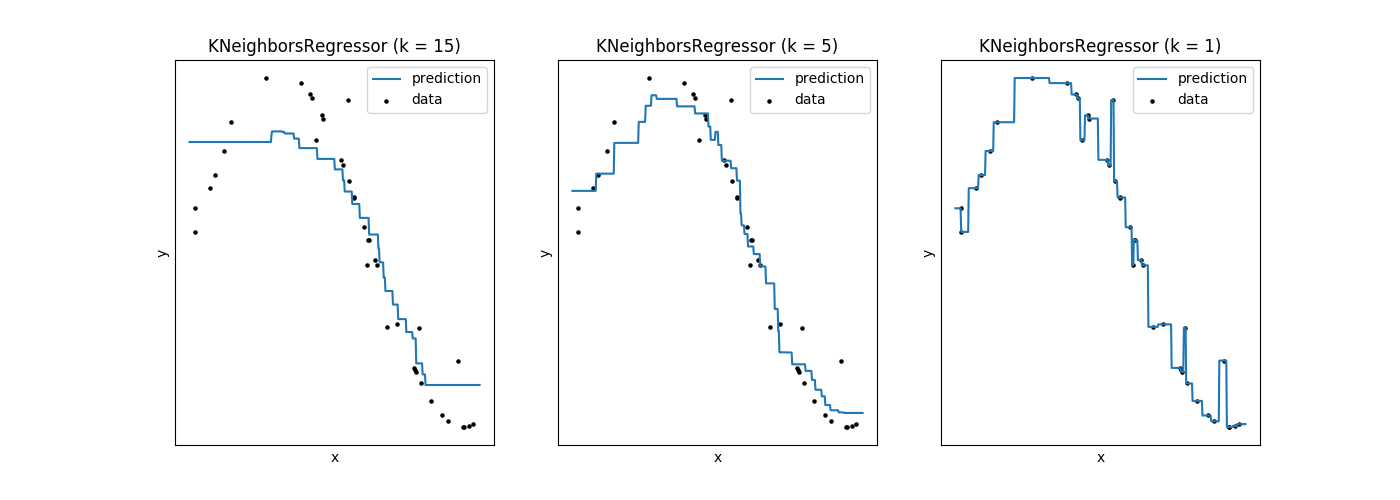 KNeighborsRegressor (k = 15)
prediction
data
y
x
KNeighborsRegressor (k = 5)
prediction
data
y
x
KNeighborsRegressor (k = 1)
prediction
data
y
x